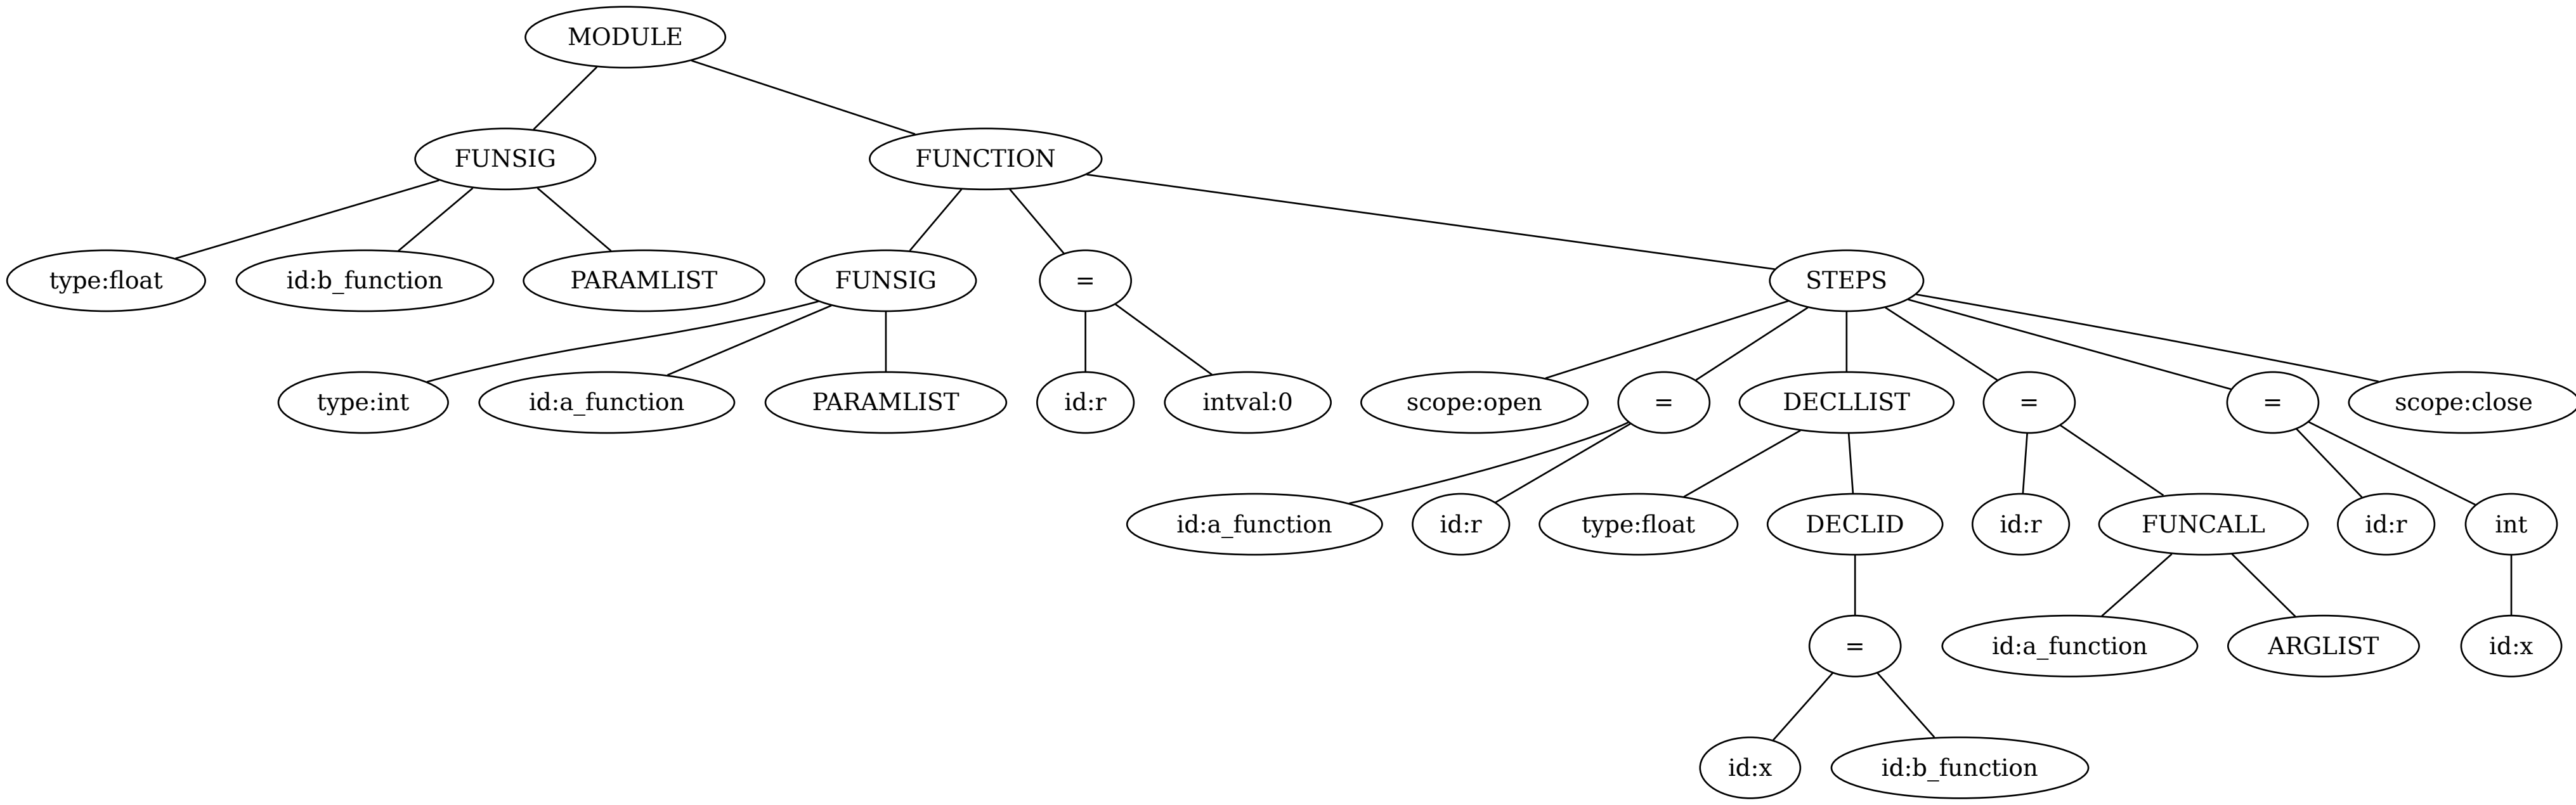 MODULE
FUNSIG
FUNCTION
type:float
id:b_function
PARAMLIST
FUNSIG
=
STEPS
type:int
id:a_function
PARAMLIST
id:r
intval:0
scope:open
=
DECLLIST
=
=
scope:close
id:a_function
id:r
type:float
DECLID
id:r
FUNCALL
id:r
int
=
id:a_function
ARGLIST
id:x
id:x
id:b_function